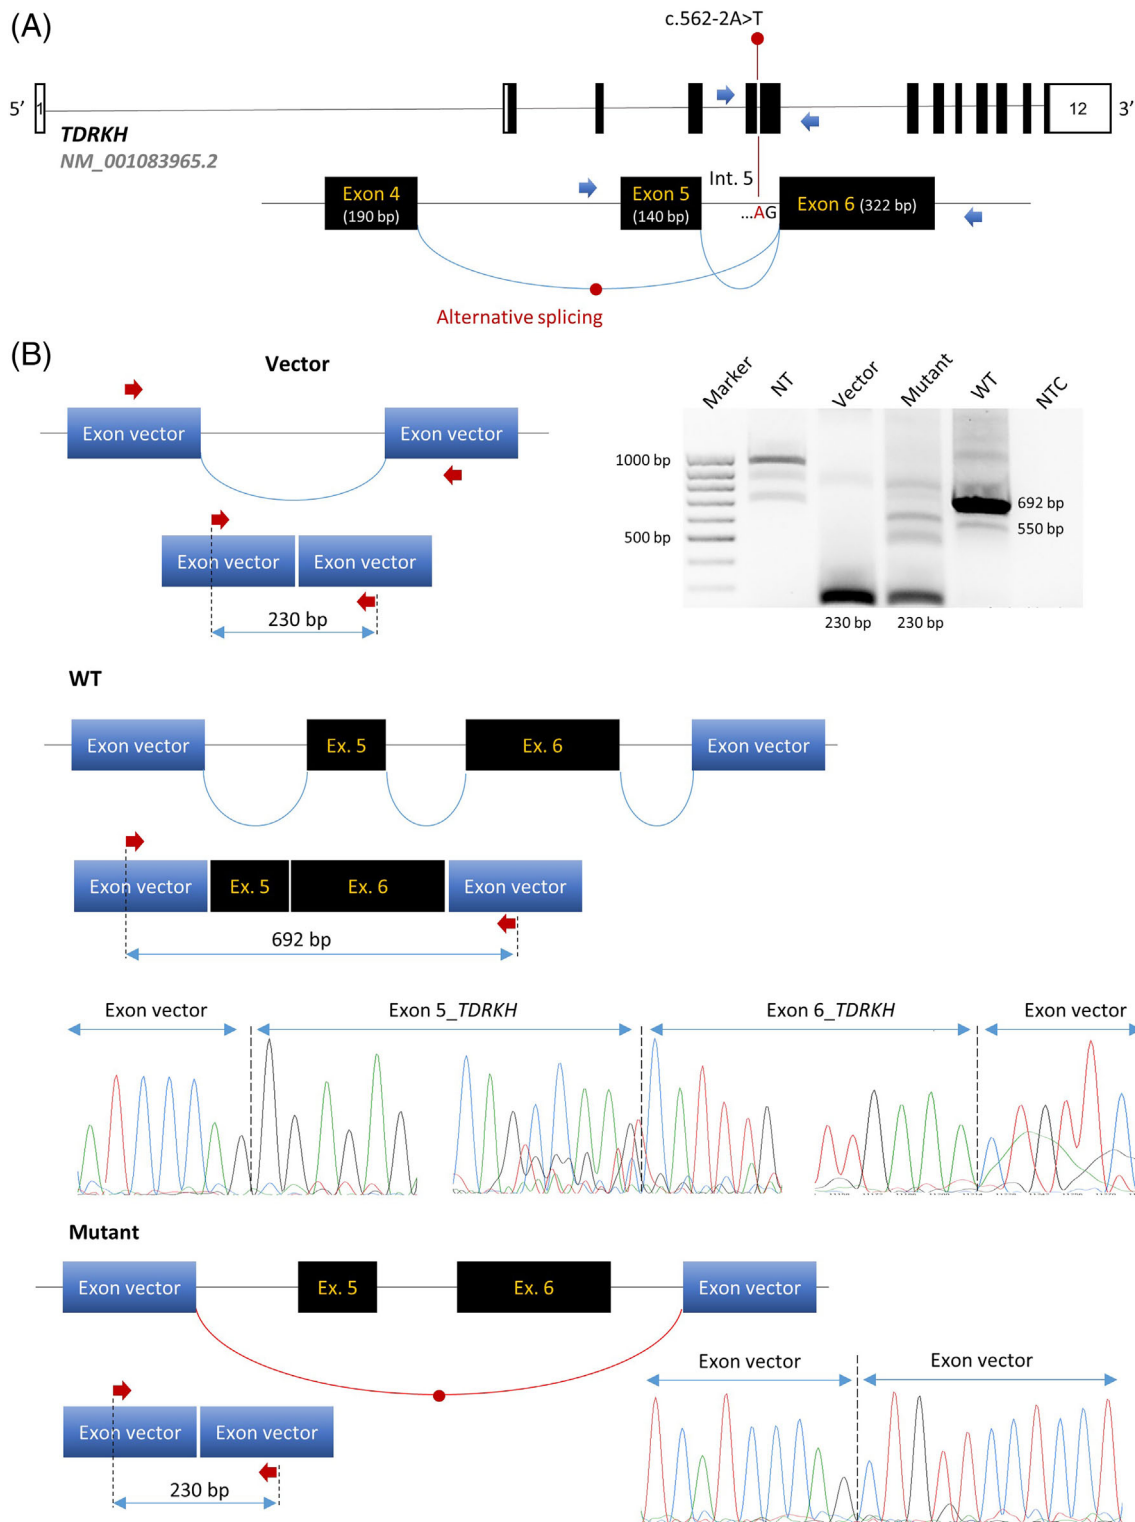 (A)
c.562-2A>T
5’ 1 12 3’
TDRKH
NM_001083965.2
Int. 5
Exon 4
(190 bp)
Exon 5
(140 bp)
...AG
Exon 6 (322 bp)
Alternative splicing
(B)
Vector
Exon vector Exon vector
Exon vector Exon vector
230 bp
Marker NT Vector Mutant WT NTC
1000 bp
692 bp
550 bp
500 bp
230 bp 230 bp
WT
Exon vector Ex. 5 Ex. 6 Exon vector
Exon vector Ex. 5 Ex. 6 Exon vector
692 bp
Exon vector Exon 5_TDRKH Exon 6_TDRKH Exon vector
Mutant
Exon vector Ex. 5 Ex. 6 Exon vector
Exon vector Exon vector
Exon vector Exon vector
230 bp